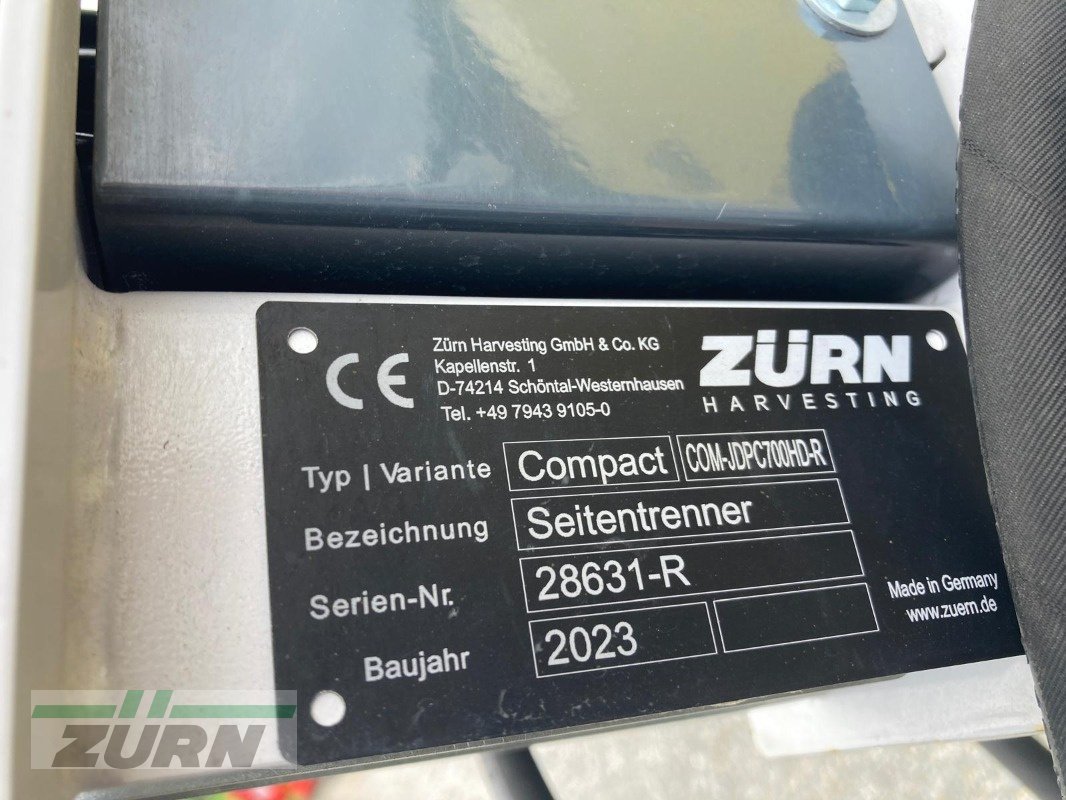 CE
Zürn Harvesting GmbH & Co. KG
Kapellenstr. 1
D-74214 Schöntal-Westernhausen
Tel. +49 7943 9105-0
ZÜRN
HARVESTING
Typ | Variante Compact COM-JDPC700HD-R
Bezeichnung Seitentrenner
Serien-Nr. 28631-R
Baujahr 2023
Made in Germany
www.zuern.de
ZÜRN